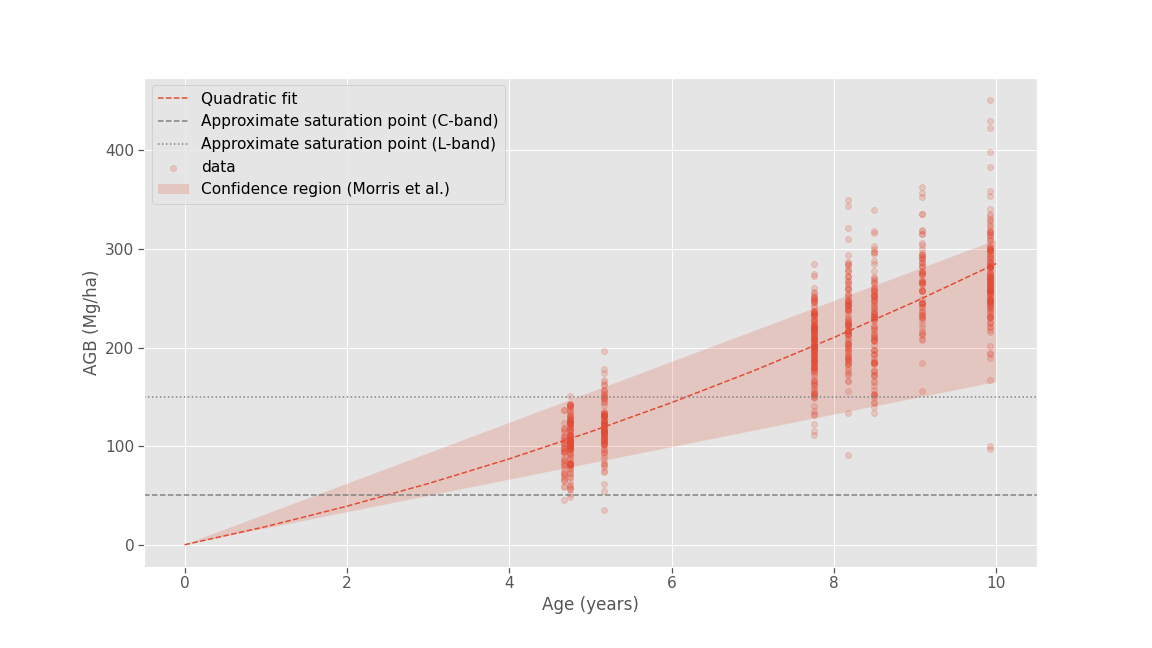 Quadratic fit
Approximate saturation point (C-band)
Approximate saturation point (L-band)
data
Confidence region (Morris et al.)
400
300
200
100
0
AGB (Mg/ha)
0 2 4 6 8 10
Age (years)